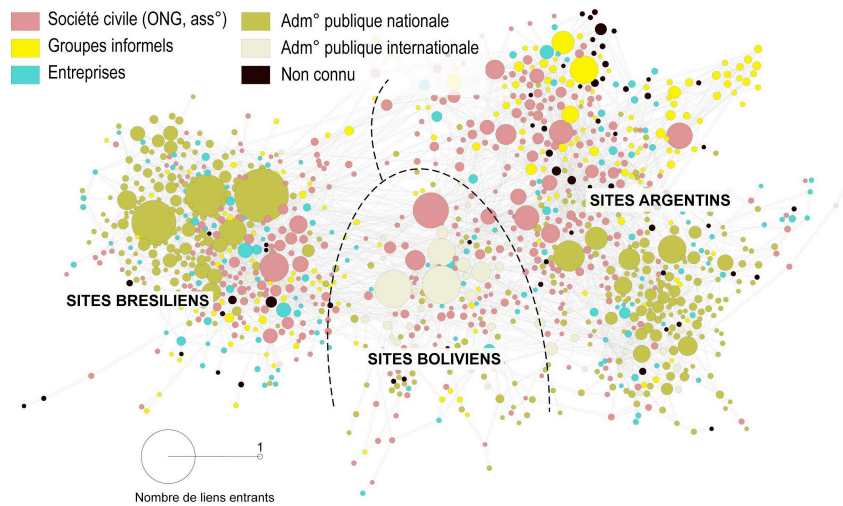 Société civile (ONG, ass°)
Groupes informels
Entreprises
Adm° publique nationale
Adm° publique internationale
Non connu
SITES ARGENTINS
SITES BRESILIENS
SITES BOLIVIENS
1
Nombre de liens entrants